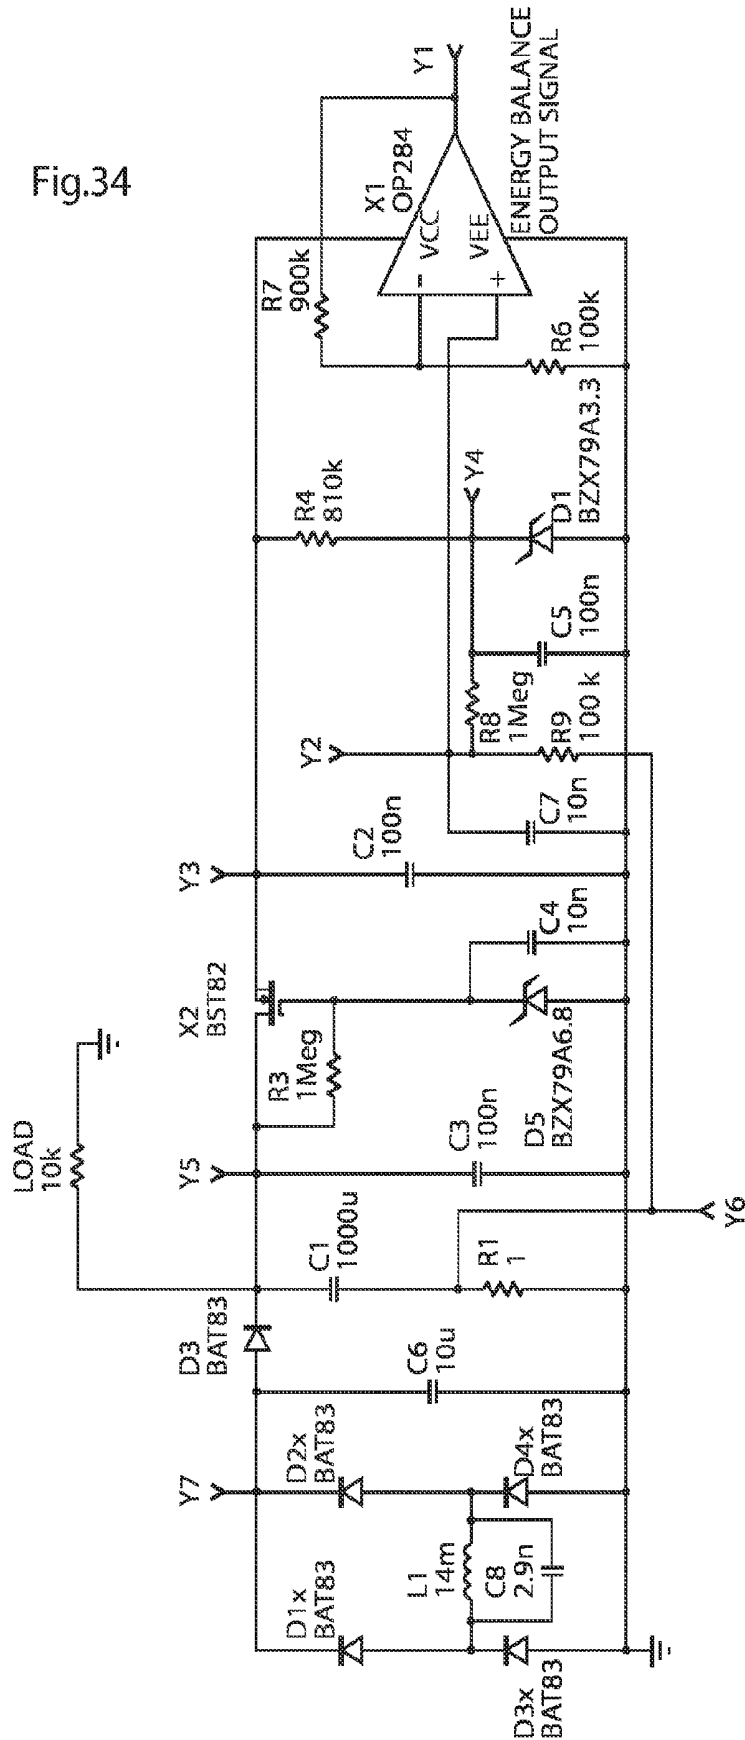 Fig.34
LOAD
10k
Y7
D3
BAT83
Y5
X2
BST82
Y3
Y2
R4
810k
R7
900k
X1
OP284
Y1
D1x
BAT83
D2x
BAT83
C6
10u
C1
1000u
R3
1Meg
C2
100n
VCC
VEE
-
+
ENERGY BALANCE
OUTPUT SIGNAL
L1
14m
C8
2.9n
R1
1
C3
100n
C4
10n
C7
10n
R8
1Meg
R9
100 k
C5
100n
Y4
D1
BZX79A3.3
R6
100k
D3x
BAT83
D4x
BAT83
D5
BZX79A6.8
Y6